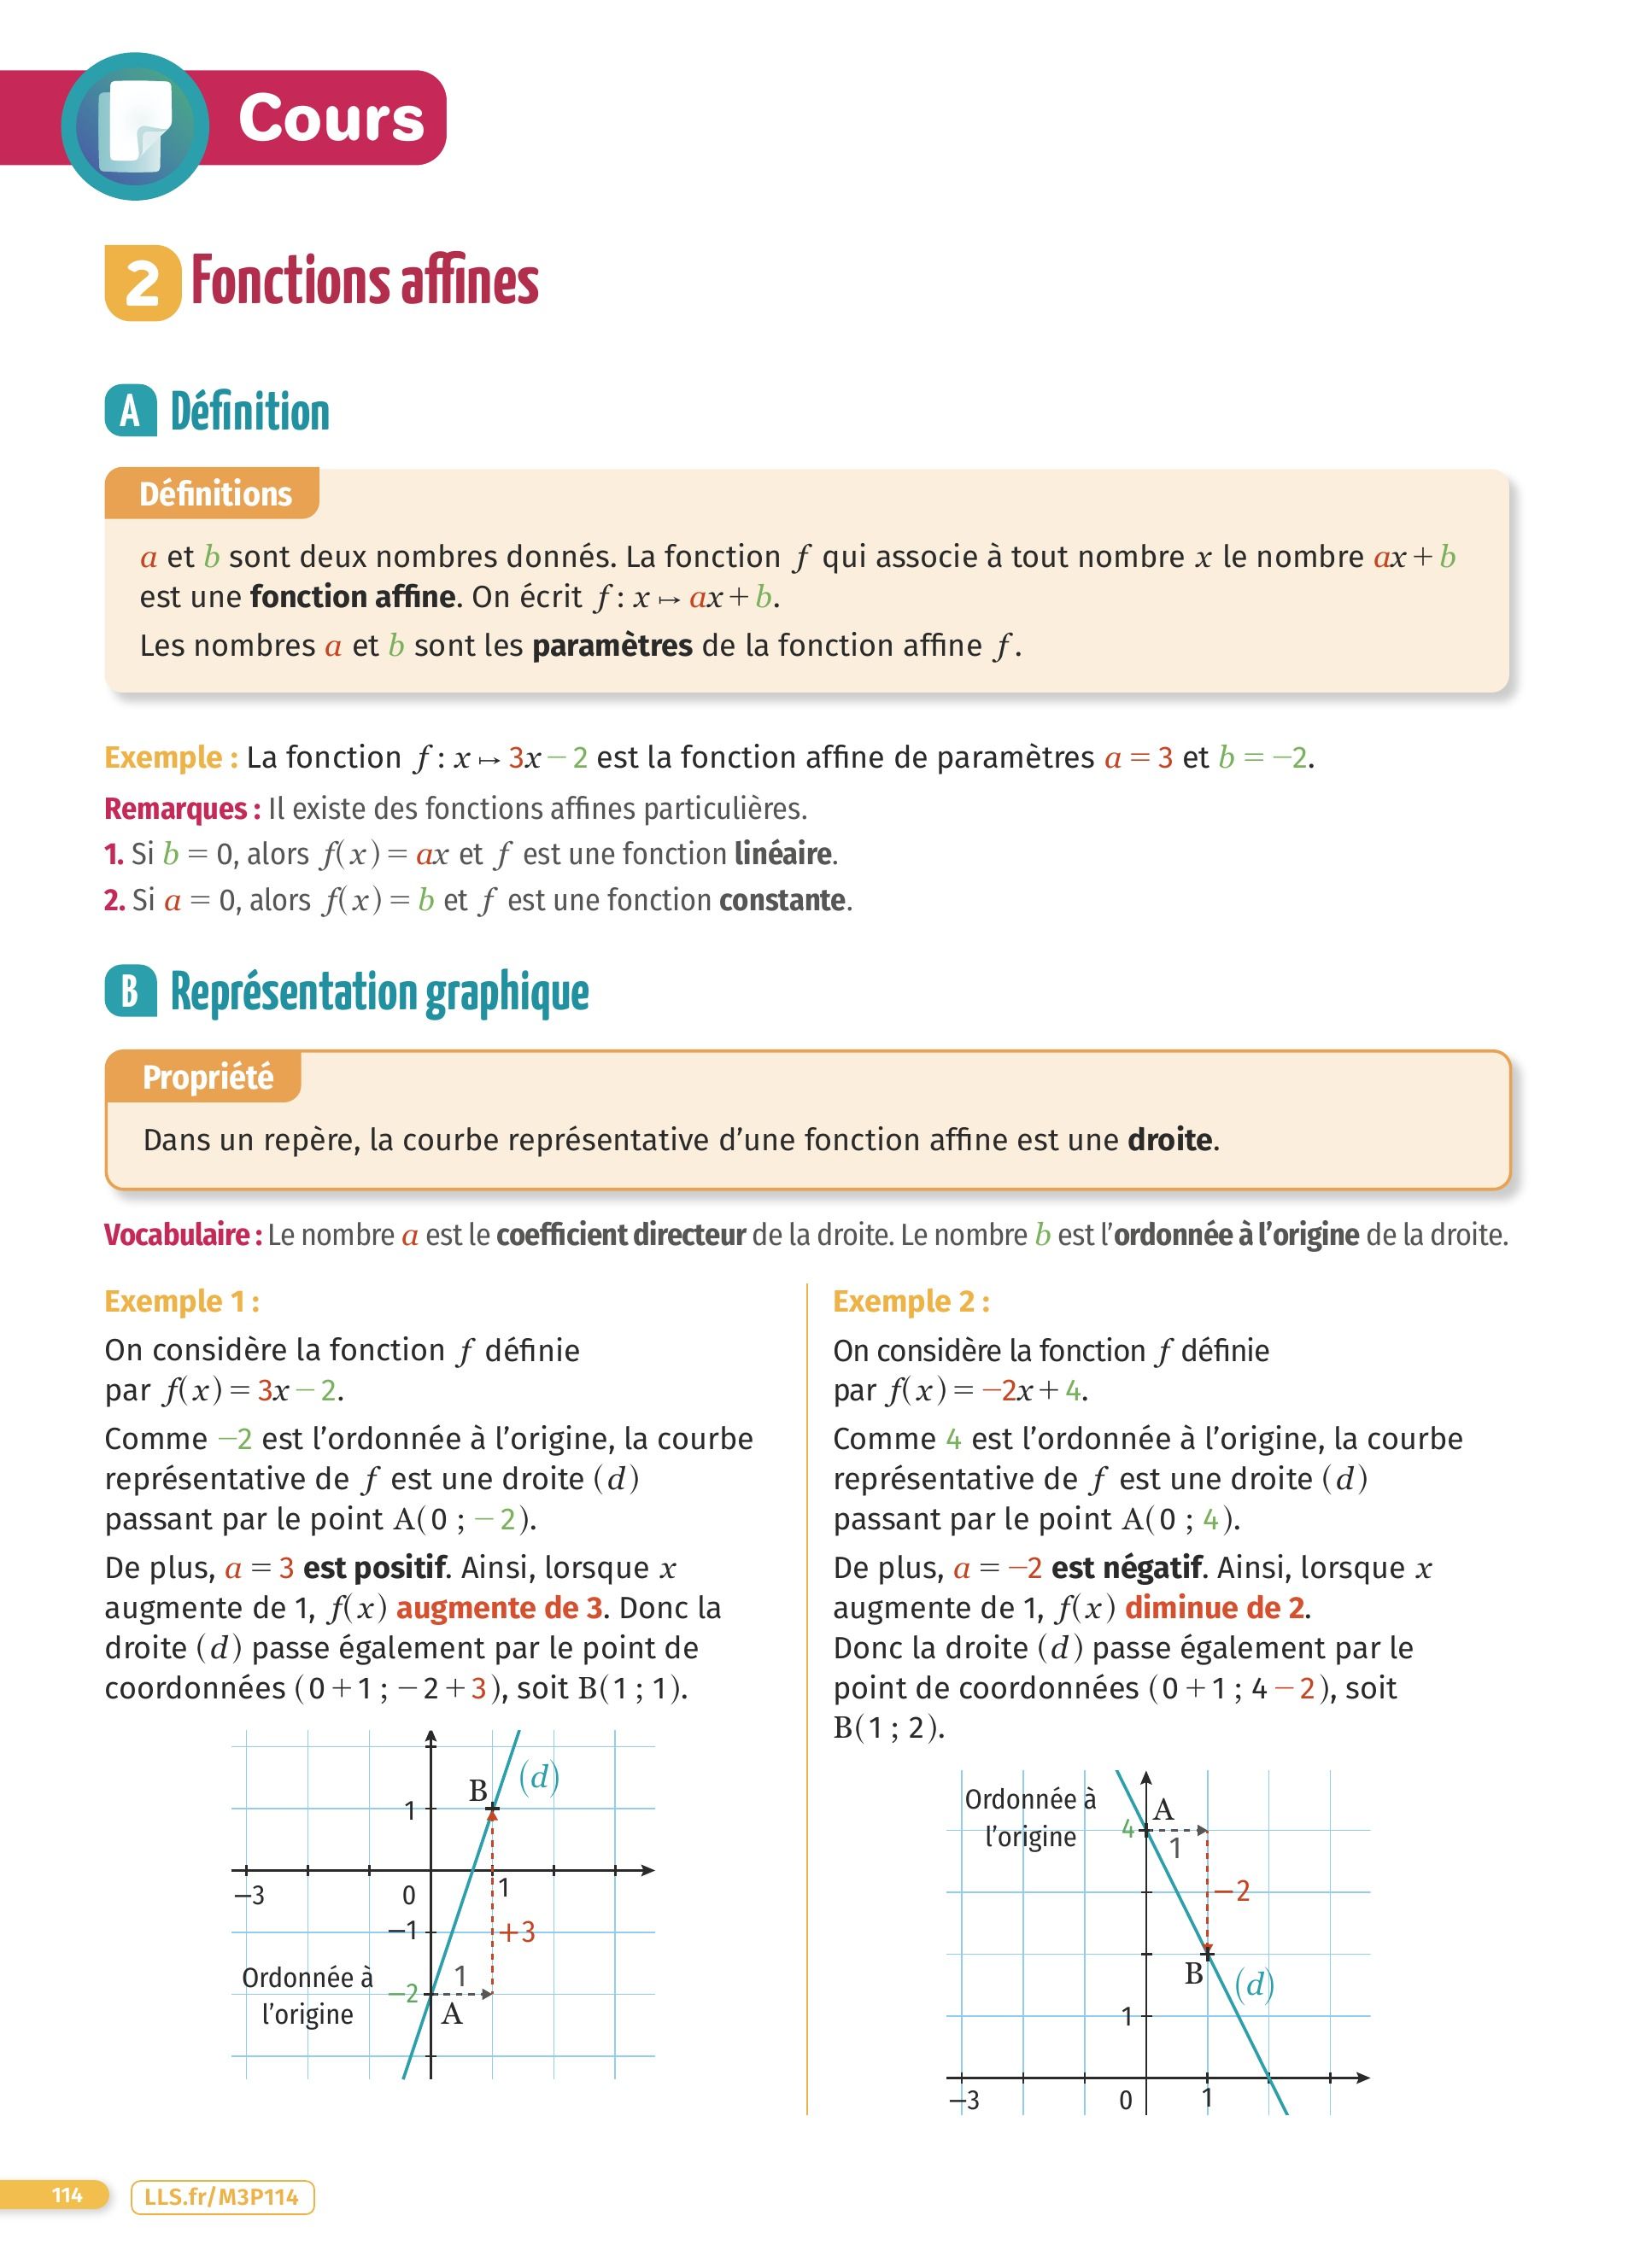 Cours
2 Fonctions affines
A Définition
Définitions
a et b sont deux nombres donnés. La fonction f qui associe à tout nombre x le nombre ax + b
est une fonction affine. On écrit f : x ↦ ax + b.
Les nombres a et b sont les paramètres de la fonction affine f.
Exemple : La fonction f : x ↦ 3x − 2 est la fonction affine de paramètres a = 3 et b = −2.
Remarques : Il existe des fonctions affines particulières.
1. Si b = 0, alors f(x) = ax et f est une fonction linéaire.
2. Si a = 0, alors f(x) = b et f est une fonction constante.
B Représentation graphique
Propriété
Dans un repère, la courbe représentative d’une fonction affine est une droite.
Vocabulaire : Le nombre a est le coefficient directeur de la droite. Le nombre b est l’ordonnée à l’origine de la droite.
Exemple 1 :
On considère la fonction f définie
par f(x) = 3x − 2.
Comme −2 est l’ordonnée à l’origine, la courbe
représentative de f est une droite (d)
passant par le point A(0 ; −2).
De plus, a = 3 est positif. Ainsi, lorsque x
augmente de 1, f(x) augmente de 3. Donc la
droite (d) passe également par le point de
coordonnées (0 + 1 ; −2 + 3), soit B(1 ; 1).
B (d)
1
−3 0 1
−1 +3
Ordonnée à 1
−2
l’origine A
Exemple 2 :
On considère la fonction f définie
par f(x) = −2x + 4.
Comme 4 est l’ordonnée à l’origine, la courbe
représentative de f est une droite (d)
passant par le point A(0 ; 4).
De plus, a = −2 est négatif. Ainsi, lorsque x
augmente de 1, f(x) diminue de 2.
Donc la droite (d) passe également par le
point de coordonnées (0 + 1 ; 4 − 2), soit
B(1 ; 2).
Ordonnée à A
l’origine 4 1
−2
B (d)
1
−3 0 1
114 LLS.fr/M3P114